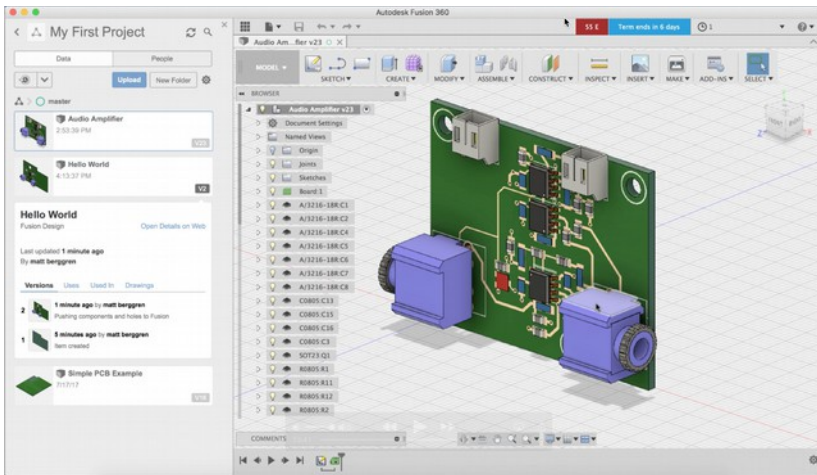 Autodesk Fusion 360
My First Project
Data People
Upload New Folder
master
Audio Amplifier
2:53:39 PM
V23
Hello World
4:13:37 PM
V2
Hello World
Fusion Design
Open Details on Web
Last updated 1 minute ago
By matt berggren
Versions Uses Used In Drawings
2 1 minute ago by matt berggren
Pushing components and holes to Fusion
1 5 minutes ago by matt berggren
Item created
Simple PCB Example
7/17/17
SS E Term ends in 6 days 1
Audio Am...fier v23
MODEL SKETCH CREATE MODIFY ASSEMBLE CONSTRUCT INSPECT INSERT MAKE ADD-INS SELECT
BROWSER
Audio Amplifier v23
Document Settings
Named Views
Origin
Joints
Sketches
Board 1
A/3216-18R:C1
A/3216-18R:C2
A/3216-18R:C4
A/3216-18R:C5
A/3216-18R:C6
A/3216-18R:C7
A/3216-18R:C8
C0805:C13
C0805:C15
C0805:C16
C0805:C3
SOT23:Q1
R0805:R1
R0805:R11
R0805:R12
R0805:R2
COMMENTS